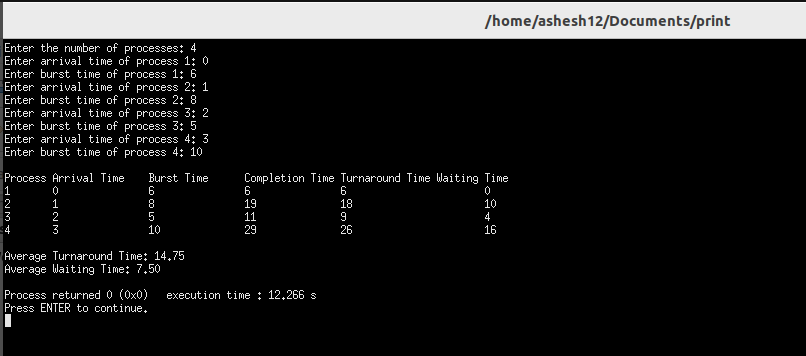 /home/ashesh12/Documents/print
Enter the number of processes: 4
Enter arrival time of process 1: 0
Enter burst time of process 1: 6
Enter arrival time of process 2: 1
Enter burst time of process 2: 8
Enter arrival time of process 3: 2
Enter burst time of process 3: 5
Enter arrival time of process 4: 3
Enter burst time of process 4: 10
Process Arrival Time Burst Time Completion Time Turnaround Time Waiting Time
1 0 6 6 6 0
2 1 8 19 18 10
3 2 5 11 9 4
4 3 10 29 26 16
Average Turnaround Time: 14.75
Average Waiting Time: 7.50
Process returned 0 (0x0) execution time : 12.266 s
Press ENTER to continue.